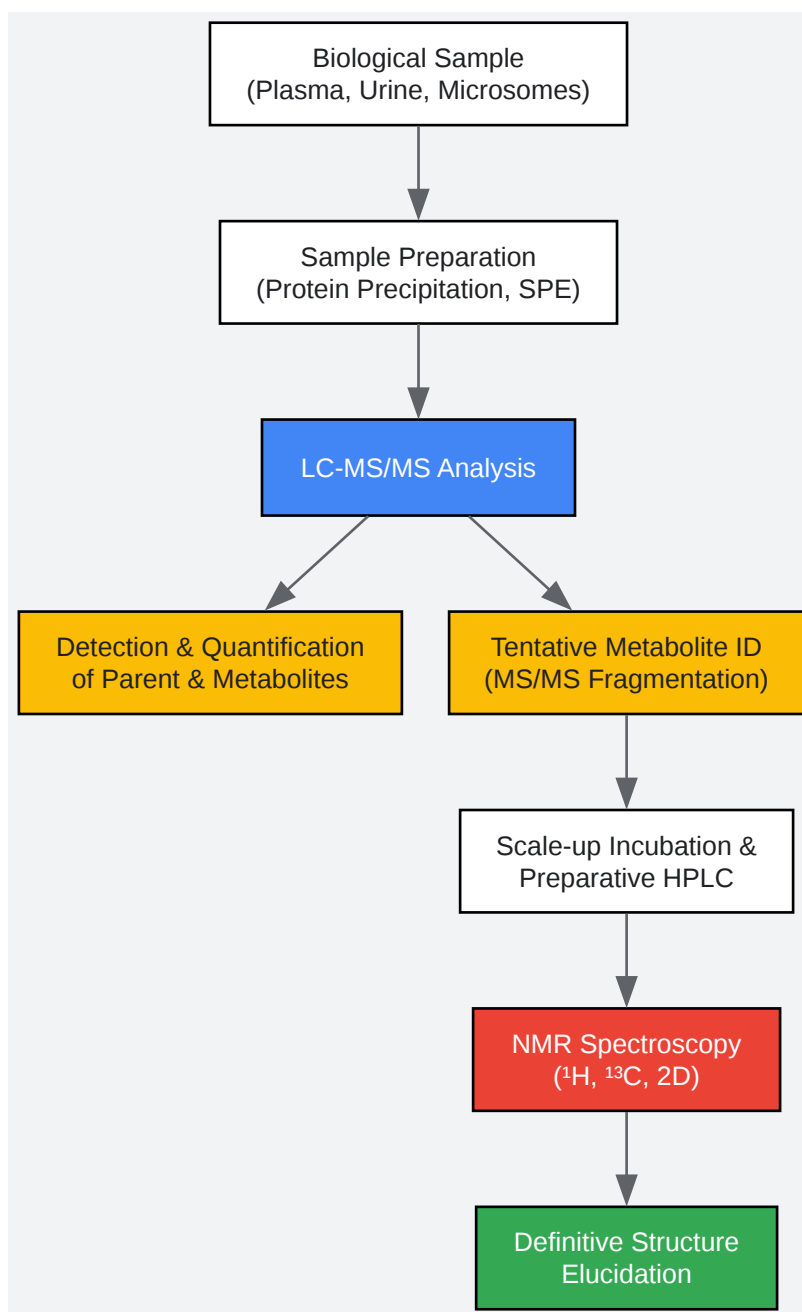 Biological Sample
(Plasma, Urine, Microsomes)
Sample Preparation
(Protein Precipitation, SPE)
LC-MS/MS Analysis
Detection & Quantification
of Parent & Metabolites
Tentative Metabolite ID
(MS/MS Fragmentation)
Scale-up Incubation &
Preparative HPLC
NMR Spectroscopy
(¹H, ¹³C, 2D)
Definitive Structure
Elucidation